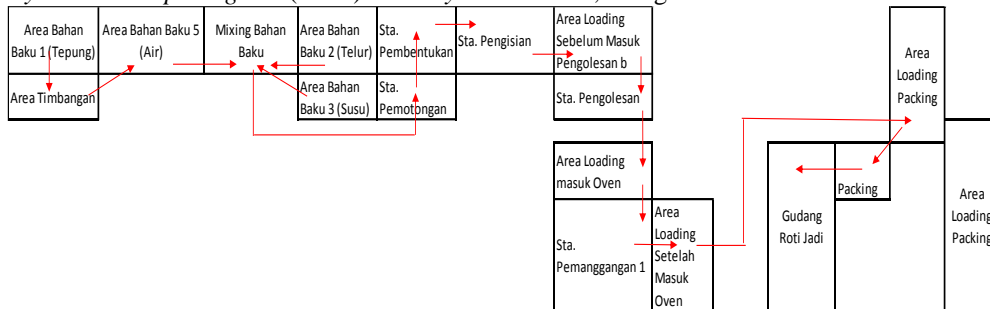 Area Bahan
Baku 1 (Tepung)
Area Bahan Baku 5
(Air)
Mixing Bahan
Baku
Area Bahan
Baku 2 (Telur)
Sta.
Pembentukan
Sta. Pengisian
Area Loading
Sebelum Masuk
Pengolesan b
Area Timbangan
Area Bahan
Baku 3 (Susu)
Sta.
Pemotongan
Sta. Pengolesan
Area
Loading
Packing
Area Loading
masuk Oven
Sta.
Pemanggangan 1
Area
Loading
Setelah
Masuk
Oven
Gudang
Roti Jadi
Packing
Area
Loading
Packing